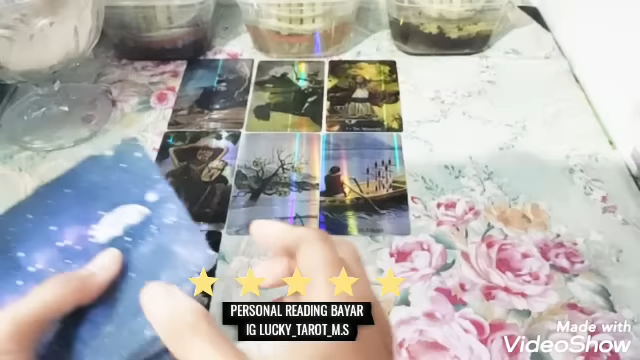 PERSONAL READING BAYAR
IG LUCKY_TAROT_M.S
Made with
VideoShow